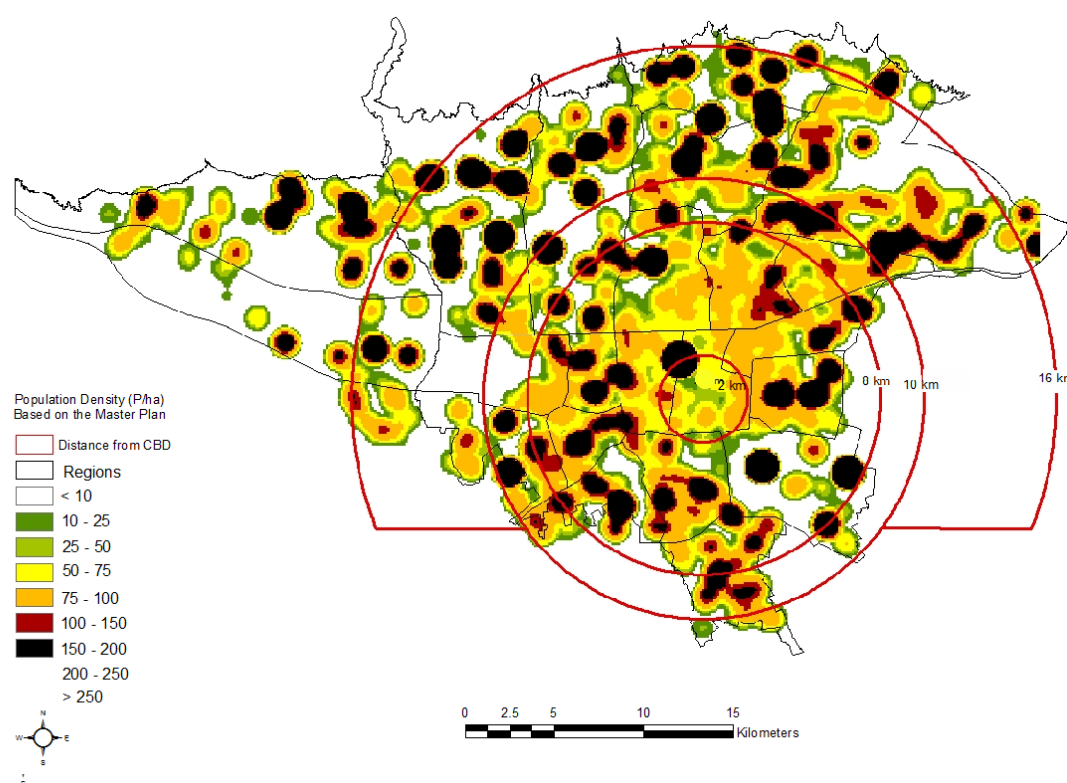 2 km
0 km
10 km
16 km
Population Density (P/ha)
Based on the Master Plan
Distance from CBD
Regions
< 10
10 - 25
25 - 50
50 - 75
75 - 100
100 - 150
150 - 200
200 - 250
> 250
N
W
E
S
0 2.5 5 10 15
Kilometers